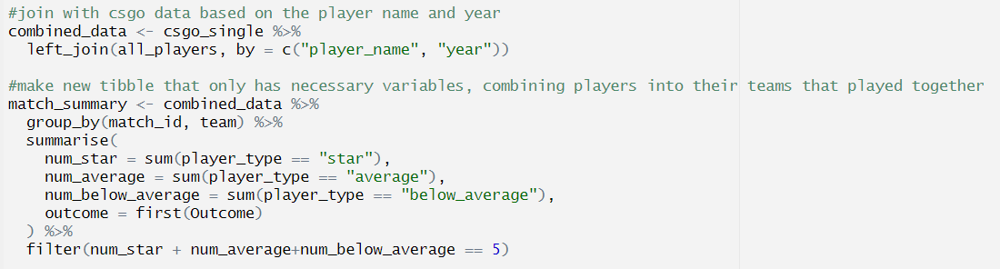 #join with csgo data based on the player name and year
combined_data <- csgo_single %>%
  left_join(all_players, by = c("player_name", "year"))

#make new tibble that only has necessary variables, combining players into their teams that played together
match_summary <- combined_data %>%
  group_by(match_id, team) %>%
  summarise(
    num_star = sum(player_type == "star"),
    num_average = sum(player_type == "average"),
    num_below_average = sum(player_type == "below_average"),
    outcome = first(Outcome)
  ) %>%
  filter(num_star + num_average+num_below_average == 5)